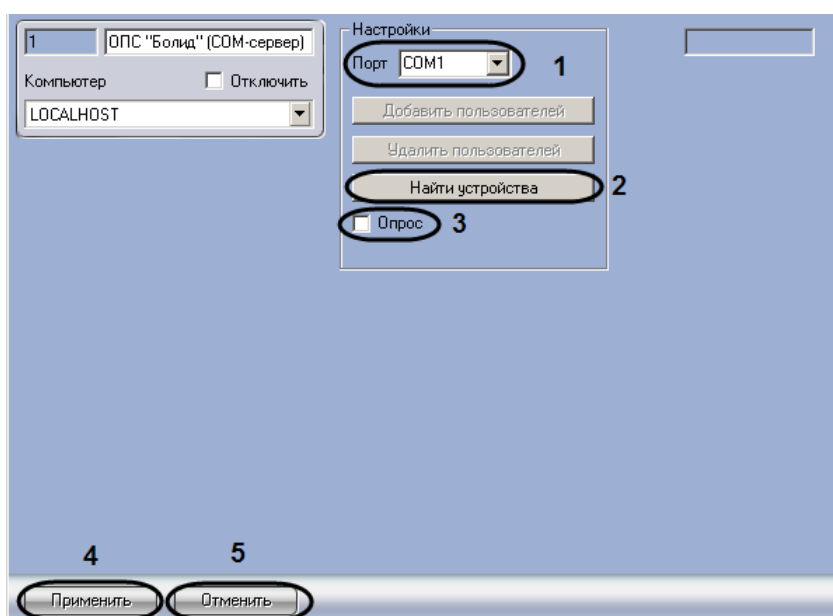 1
ОПС "Болид" (COM-сервер)
Компьютер
Отключить
LOCALHOST
Настройки
Порт COM1 1
Добавить пользователей
Удалить пользователей
Найти устройства 2
Опрос 3
4
5
Применить
Отменить